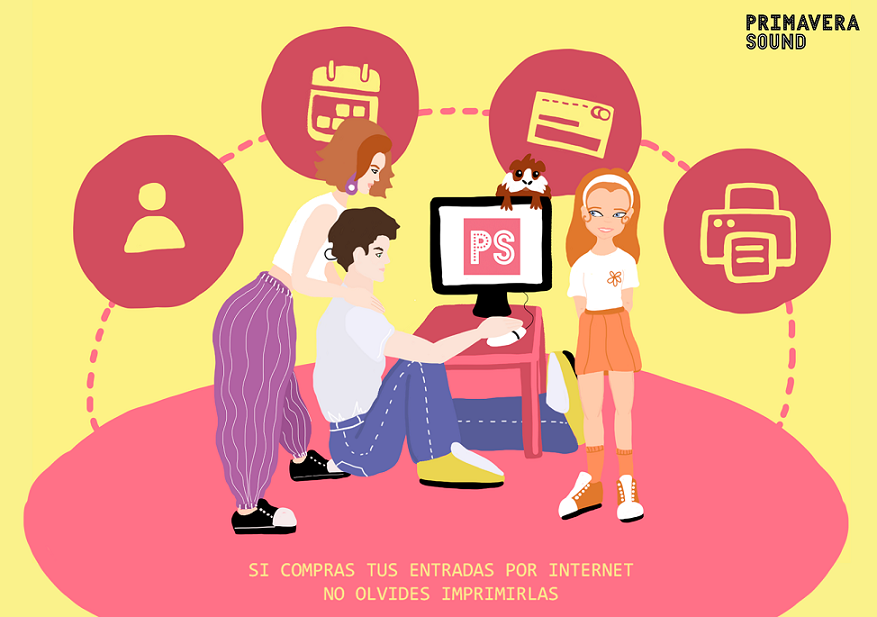 PRIMAVERA
SOUND
PS
SI COMPRAS TUS ENTRADAS POR INTERNET
NO OLVIDES IMPRIMIRLAS